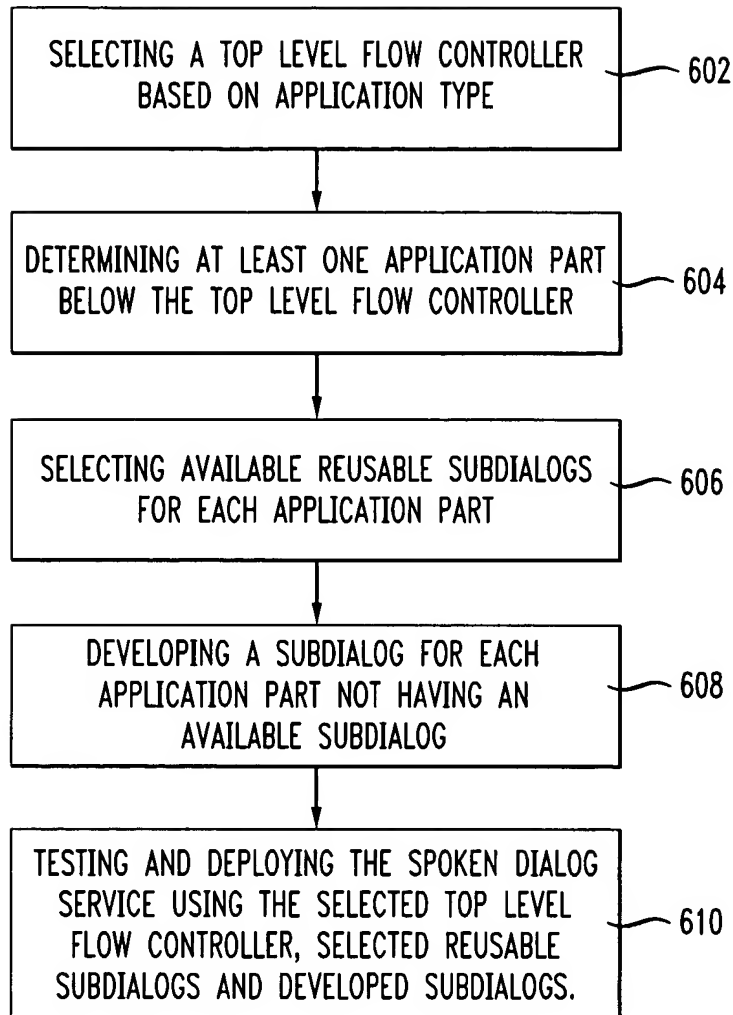 SELECTING A TOP LEVEL FLOW CONTROLLER
BASED ON APPLICATION TYPE
602
DETERMINING AT LEAST ONE APPLICATION PART
BELOW THE TOP LEVEL FLOW CONTROLLER
604
SELECTING AVAILABLE REUSABLE SUBDIALOGS
FOR EACH APPLICATION PART
606
DEVELOPING A SUBDIALOG FOR EACH
APPLICATION PART NOT HAVING AN
AVAILABLE SUBDIALOG
608
TESTING AND DEPLOYING THE SPOKEN DIALOG
SERVICE USING THE SELECTED TOP LEVEL
FLOW CONTROLLER, SELECTED REUSABLE
SUBDIALOGS AND DEVELOPED SUBDIALOGS.
610